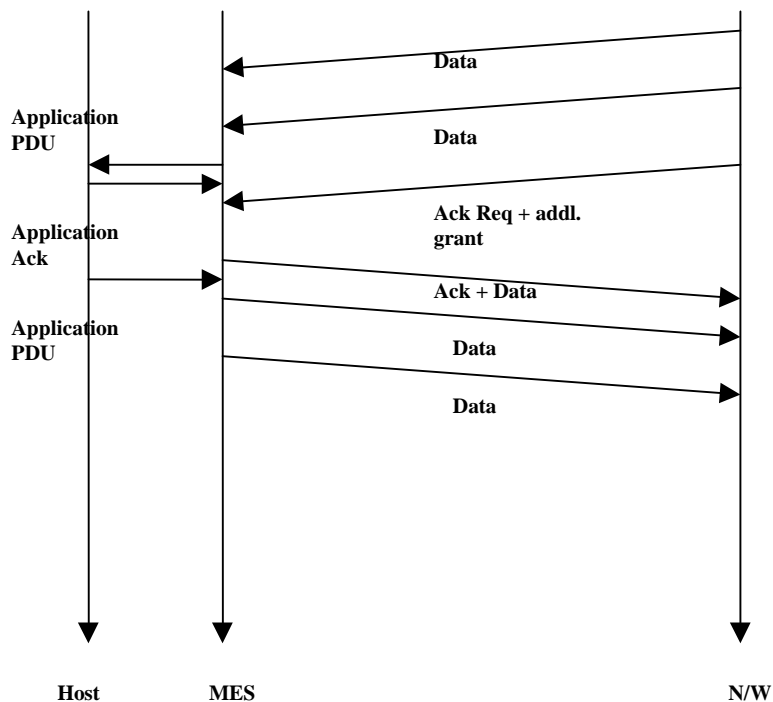 Data
Application
PDU
Data
Ack Req + addl.
grant
Application
Ack
Ack + Data
Application
PDU
Data
Data
Host
MES
N/W